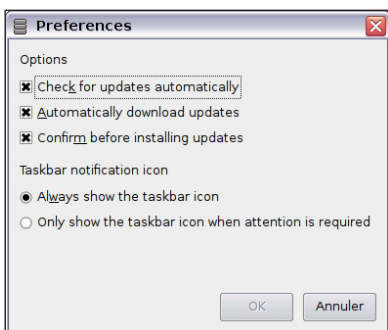 Preferences
Options
Check for updates automatically
Automatically download updates
Confirm before installing updates
Taskbar notification icon
Always show the taskbar icon
Only show the taskbar icon when attention is required
OK Annuler